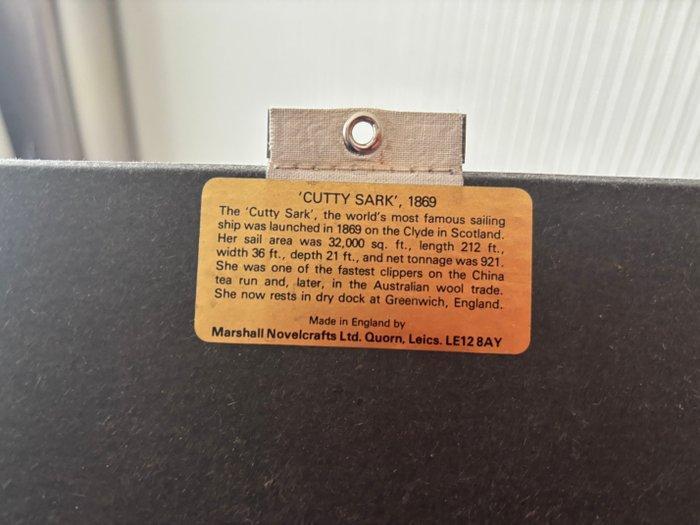 'CUTTY SARK', 1869
The 'Cutty Sark', the world's most famous sailing
ship was launched in 1869 on the Clyde in Scotland.
Her sail area was 32,000 sq. ft., length 212 ft.,
width 36 ft., depth 21 ft., and net tonnage was 921.
She was one of the fastest clippers on the China
tea run and, later, in the Australian wool trade.
She now rests in dry dock at Greenwich, England.
Made in England by
Marshall Novelcrafts Ltd. Quorn, Leics. LE12 8AY